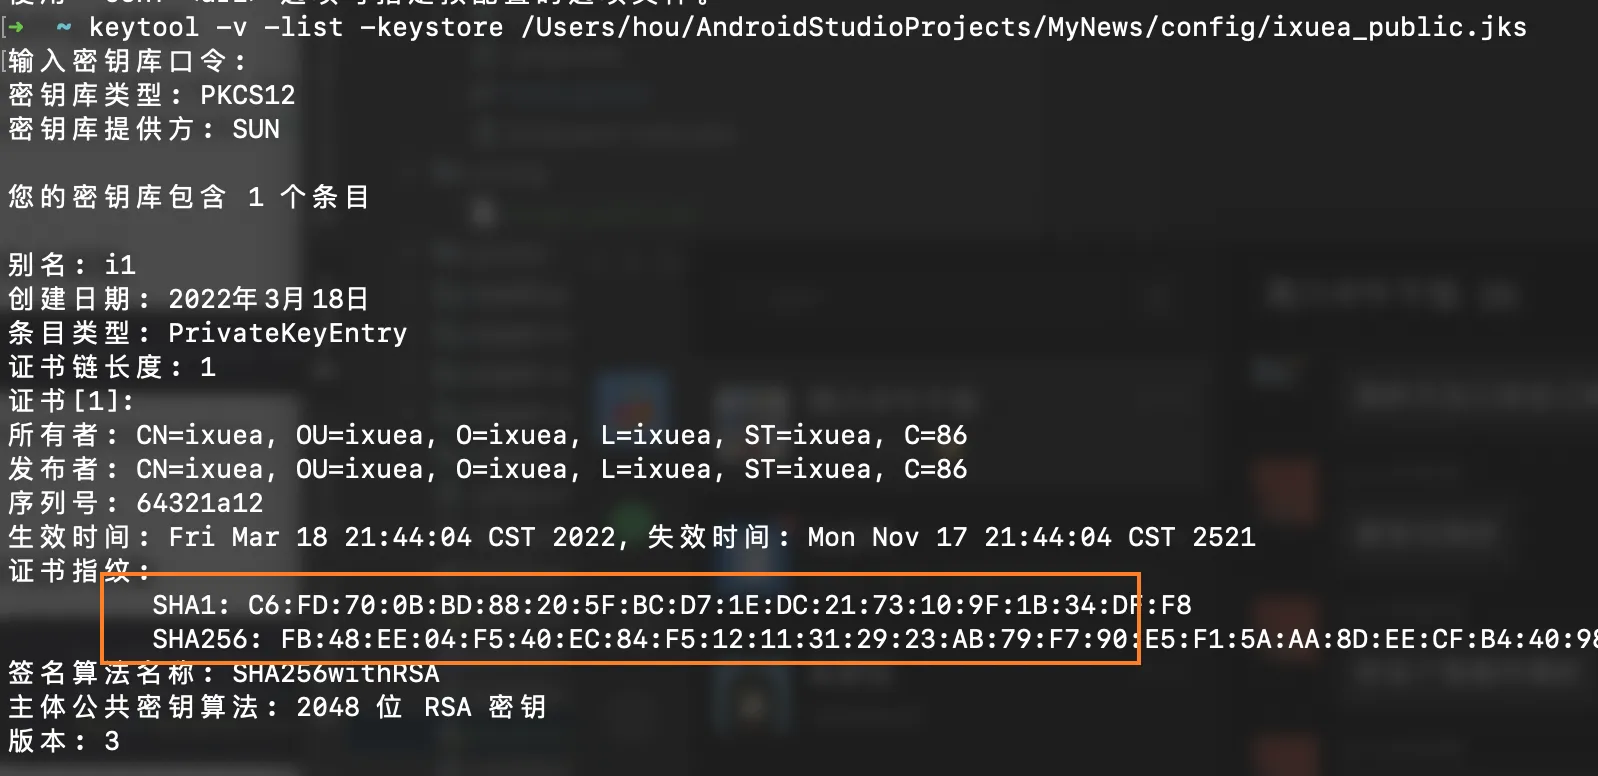 ➜ ~ keytool -v -list -keystore /Users/hou/AndroidStudioProjects/MyNews/config/ixuea_public.jks
输入密钥库口令:
密钥库类型: PKCS12
密钥库提供方: SUN
您的密钥库包含 1 个条目
别名: i1
创建日期: 2022年3月18日
条目类型: PrivateKeyEntry
证书链长度: 1
证书[1]:
所有者: CN=ixuea, OU=ixuea, O=ixuea, L=ixuea, ST=ixuea, C=86
发布者: CN=ixuea, OU=ixuea, O=ixuea, L=ixuea, ST=ixuea, C=86
序列号: 64321a12
生效时间: Fri Mar 18 21:44:04 CST 2022, 失效时间: Mon Nov 17 21:44:04 CST 2521
证书指纹:
SHA1: C6:FD:70:0B:BD:88:20:5F:BC:D7:1E:DC:21:73:10:9F:1B:34:DF:F8
SHA256: FB:48:EE:04:F5:40:EC:84:F5:12:11:31:29:23:AB:79:F7:90:E5:F1:5A:AA:8D:EE:CF:B4:40:98
签名算法名称: SHA256withRSA
主体公共密钥算法: 2048 位 RSA 密钥
版本: 3